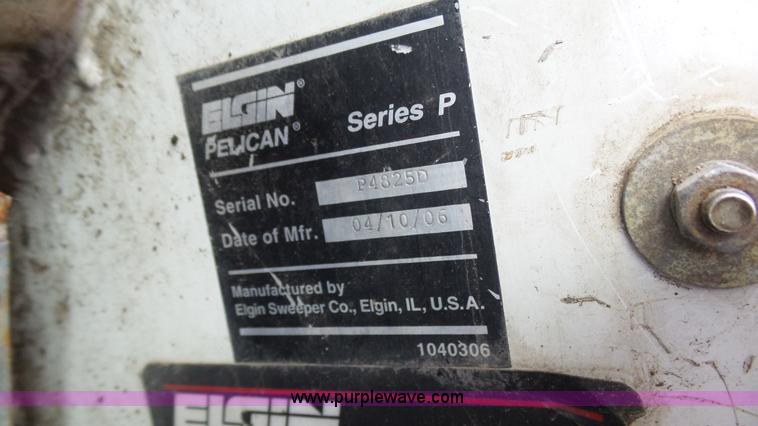 ELGIN®
PELICAN® Series P
Serial No. P4825D
Date of Mfr. 04/10/06
Manufactured by
Elgin Sweeper Co., Elgin, IL, U.S.A.
1040306
www.purplewave.com
ELGIN